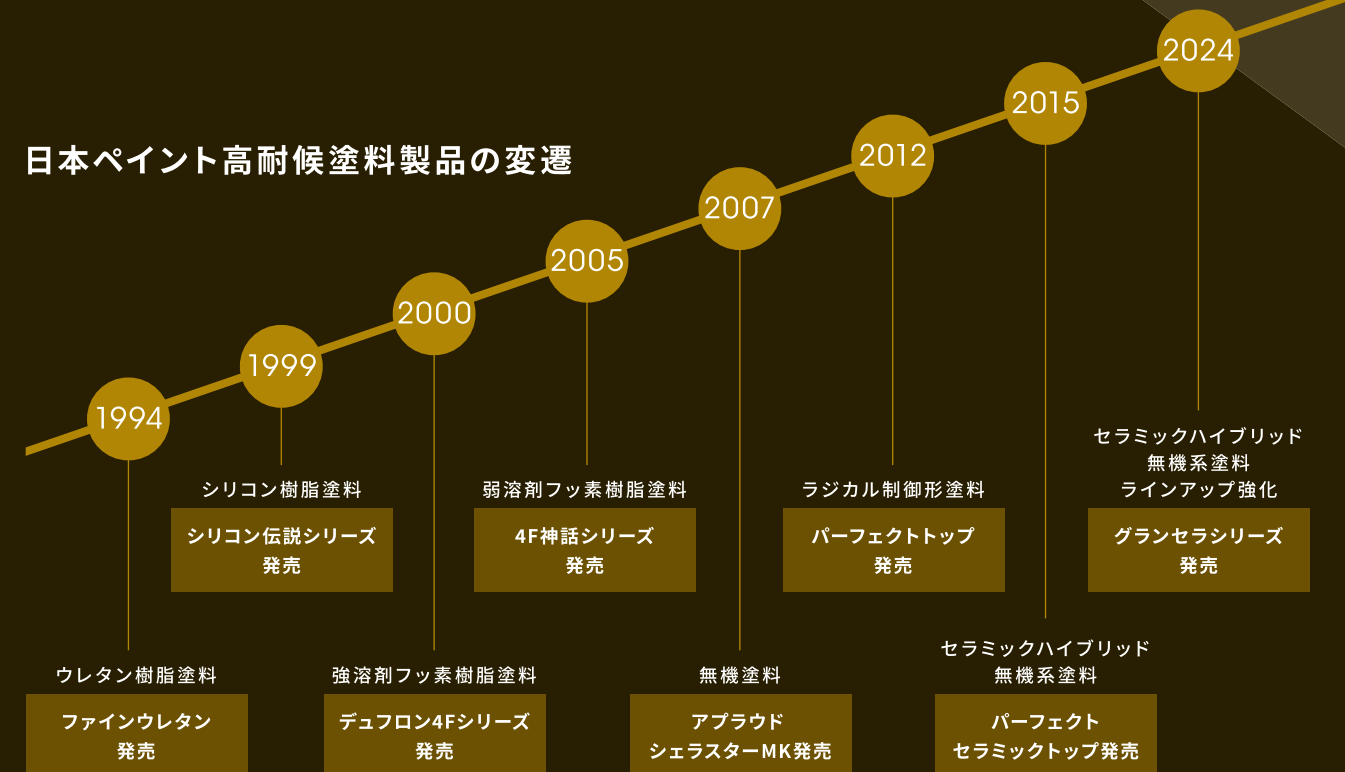 日本ペイント高耐候塗料製品の変遷
1994
ウレタン樹脂塗料
ファインウレタン
発売
1999
シリコン樹脂塗料
シリコン伝説シリーズ
発売
2000
強溶剤フッ素樹脂塗料
デュフロン4Fシリーズ
発売
2005
弱溶剤フッ素樹脂塗料
4F神話シリーズ
発売
2007
無機塗料
アプラウド
シェラスターMK発売
2012
ラジカル制御形塗料
パーフェクトトップ
発売
2015
セラミックハイブリッド
無機系塗料
パーフェクト
セラミックトップ発売
2024
セラミックハイブリッド
無機系塗料
ラインアップ強化
グランセラシリーズ
発売